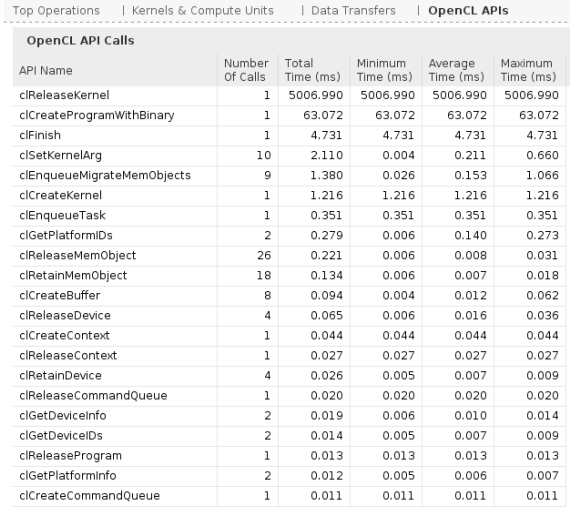 Top Operations | Kernels & Compute Units | Data Transfers | OpenCL APIs
OpenCL API Calls
API Name Number Of Calls Total Time (ms) Minimum Time (ms) Average Time (ms) Maximum Time (ms)
clReleaseKernel 1 5006.990 5006.990 5006.990 5006.990
clCreateProgramWithBinary 1 63.072 63.072 63.072 63.072
clFinish 1 4.731 4.731 4.731 4.731
clSetKernelArg 10 2.110 0.004 0.211 0.660
clEnqueueMigrateMemObjects 9 1.380 0.026 0.153 1.066
clCreateKernel 1 1.216 1.216 1.216 1.216
clEnqueueTask 1 0.351 0.351 0.351 0.351
clGetPlatformIDs 2 0.279 0.006 0.140 0.273
clReleaseMemObject 26 0.221 0.006 0.008 0.031
clRetainMemObject 18 0.134 0.006 0.007 0.018
clCreateBuffer 8 0.094 0.004 0.012 0.062
clReleaseDevice 4 0.065 0.006 0.016 0.036
clCreateContext 1 0.044 0.044 0.044 0.044
clReleaseContext 1 0.027 0.027 0.027 0.027
clRetainDevice 4 0.026 0.005 0.007 0.009
clReleaseCommandQueue 1 0.020 0.020 0.020 0.020
clGetDeviceInfo 2 0.019 0.006 0.010 0.014
clGetDeviceIDs 2 0.014 0.005 0.007 0.009
clReleaseProgram 1 0.013 0.013 0.013 0.013
clGetPlatformInfo 2 0.012 0.005 0.006 0.007
clCreateCommandQueue 1 0.011 0.011 0.011 0.011